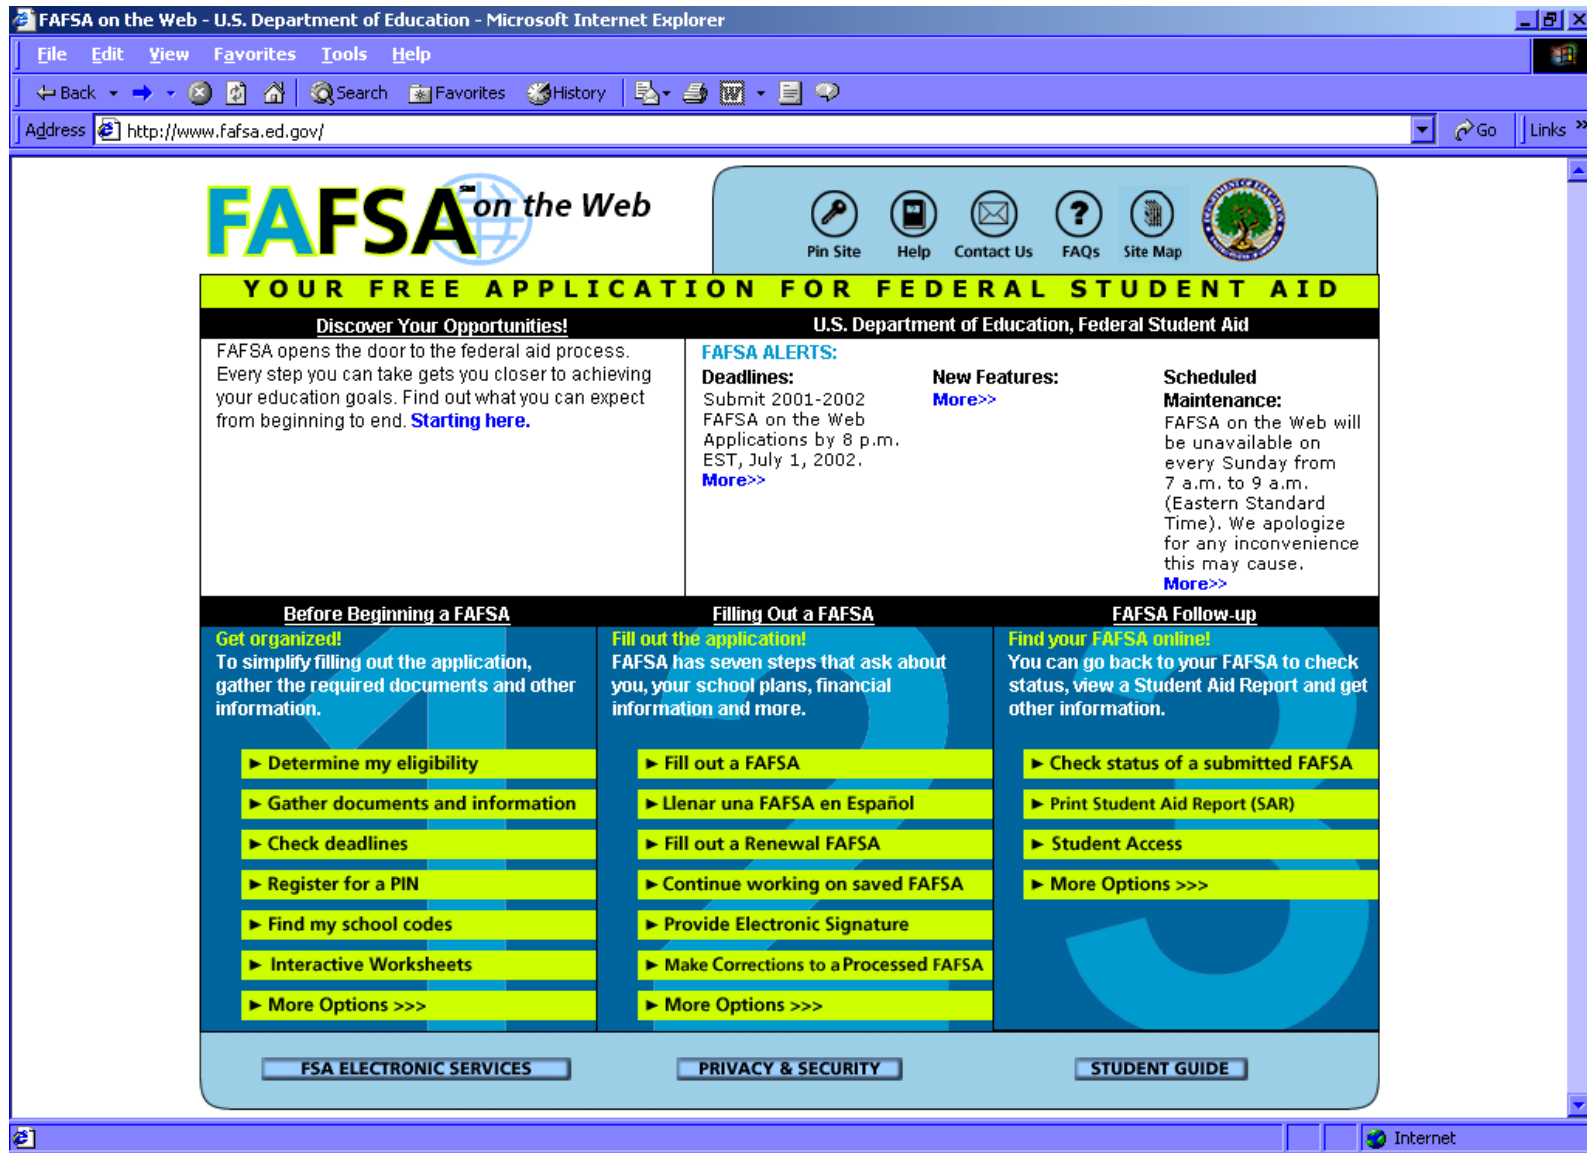 FAFSA on the Web - U.S. Department of Education - Microsoft Internet Explorer
File Edit View Favorites Tools Help
Back Search Favorites History
Address http://www.fafsa.ed.gov/ Go Links »
FAFSA℠ on the Web
Pin Site Help Contact Us FAQs Site Map
YOUR FREE APPLICATION FOR FEDERAL STUDENT AID
Discover Your Opportunities!
FAFSA opens the door to the federal aid process.
Every step you can take gets you closer to achieving
your education goals. Find out what you can expect
from beginning to end. Starting here.
U.S. Department of Education, Federal Student Aid
FAFSA ALERTS:
Deadlines:
Submit 2001-2002
FAFSA on the Web
Applications by 8 p.m.
EST, July 1, 2002.
More>>
New Features:
More>>
Scheduled
Maintenance:
FAFSA on the Web will
be unavailable on
every Sunday from
7 a.m. to 9 a.m.
(Eastern Standard
Time). We apologize
for any inconvenience
this may cause.
More>>
Before Beginning a FAFSA
1
Get organized!
To simplify filling out the application,
gather the required documents and other
information.
► Determine my eligibility
► Gather documents and information
► Check deadlines
► Register for a PIN
► Find my school codes
► Interactive Worksheets
► More Options >>>
Filling Out a FAFSA
2
Fill out the application!
FAFSA has seven steps that ask about
you, your school plans, financial
information and more.
► Fill out a FAFSA
► Llenar una FAFSA en Español
► Fill out a Renewal FAFSA
► Continue working on saved FAFSA
► Provide Electronic Signature
► Make Corrections to a Processed FAFSA
► More Options >>>
FAFSA Follow-up
3
Find your FAFSA online!
You can go back to your FAFSA to check
status, view a Student Aid Report and get
other information.
► Check status of a submitted FAFSA
► Print Student Aid Report (SAR)
► Student Access
► More Options >>>
FSA ELECTRONIC SERVICES
PRIVACY & SECURITY
STUDENT GUIDE
Internet